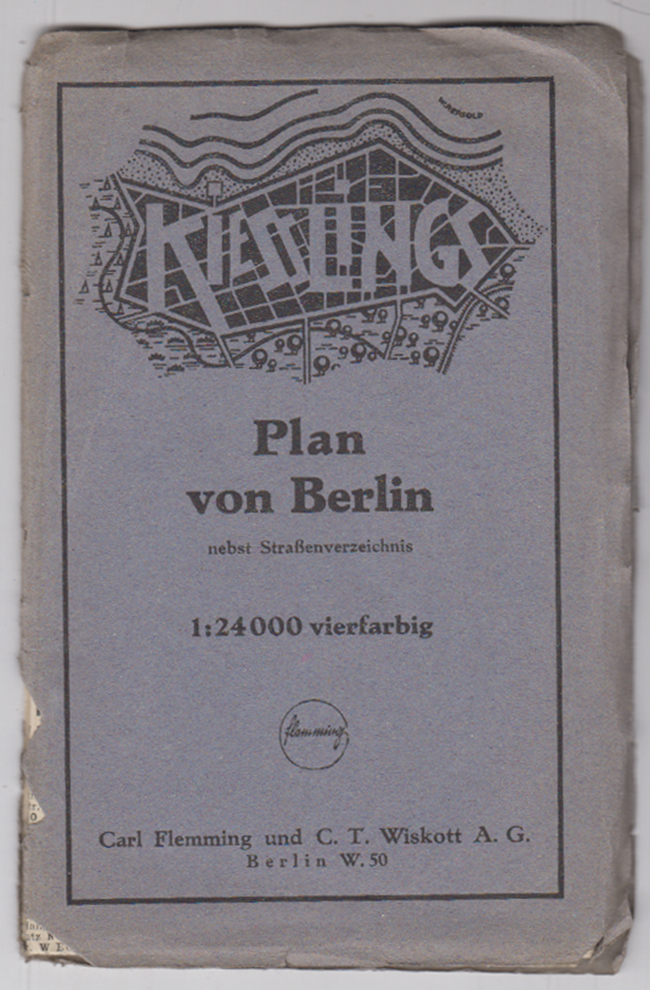 KIESSLINGS
Plan
von Berlin
nebst Straßenverzeichnis
1:24000 vierfarbig
flemming
Carl Flemming und C. T. Wiskott A. G.
Berlin W. 50